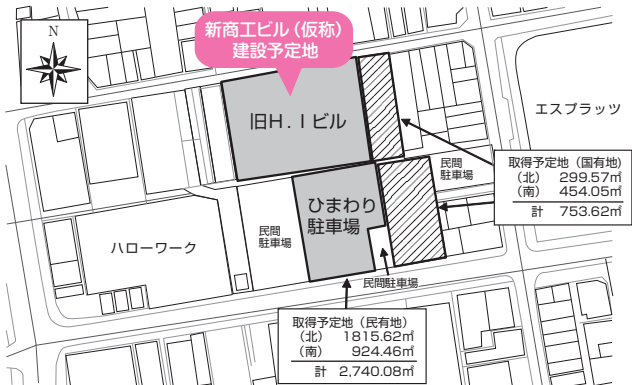 新商工ビル(仮称)
建設予定地
N
旧H.Iビル
エスプラッツ
取得予定地(国有地)
(北) 299.57㎡
(南) 454.05㎡
計 753.62㎡
民間
駐車場
ひまわり
駐車場
民間
駐車場
ハローワーク
民間駐車場
取得予定地(民有地)
(北) 1815.62㎡
(南) 924.46㎡
計 2,740.08㎡